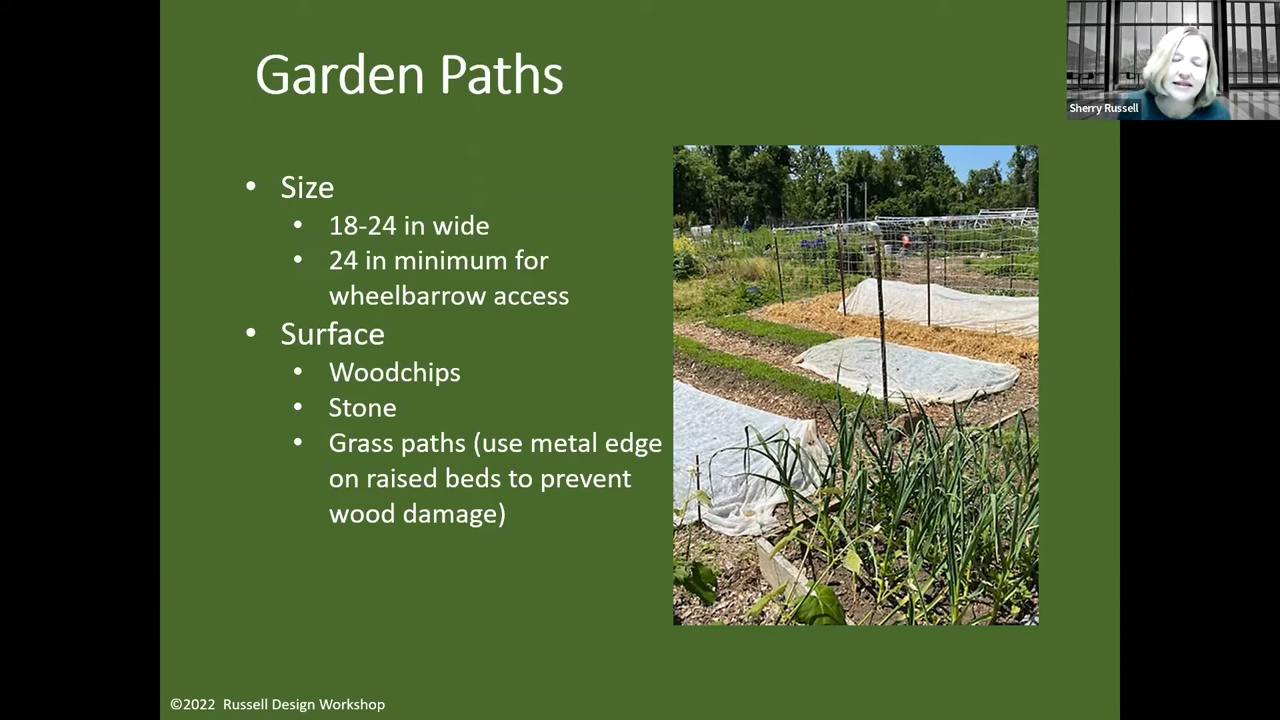 Garden Paths
Sherry Russell
• Size
• 18-24 in wide
• 24 in minimum for
wheelbarrow access
• Surface
• Woodchips
• Stone
• Grass paths (use metal edge
on raised beds to prevent
wood damage)
©2022 Russell Design Workshop